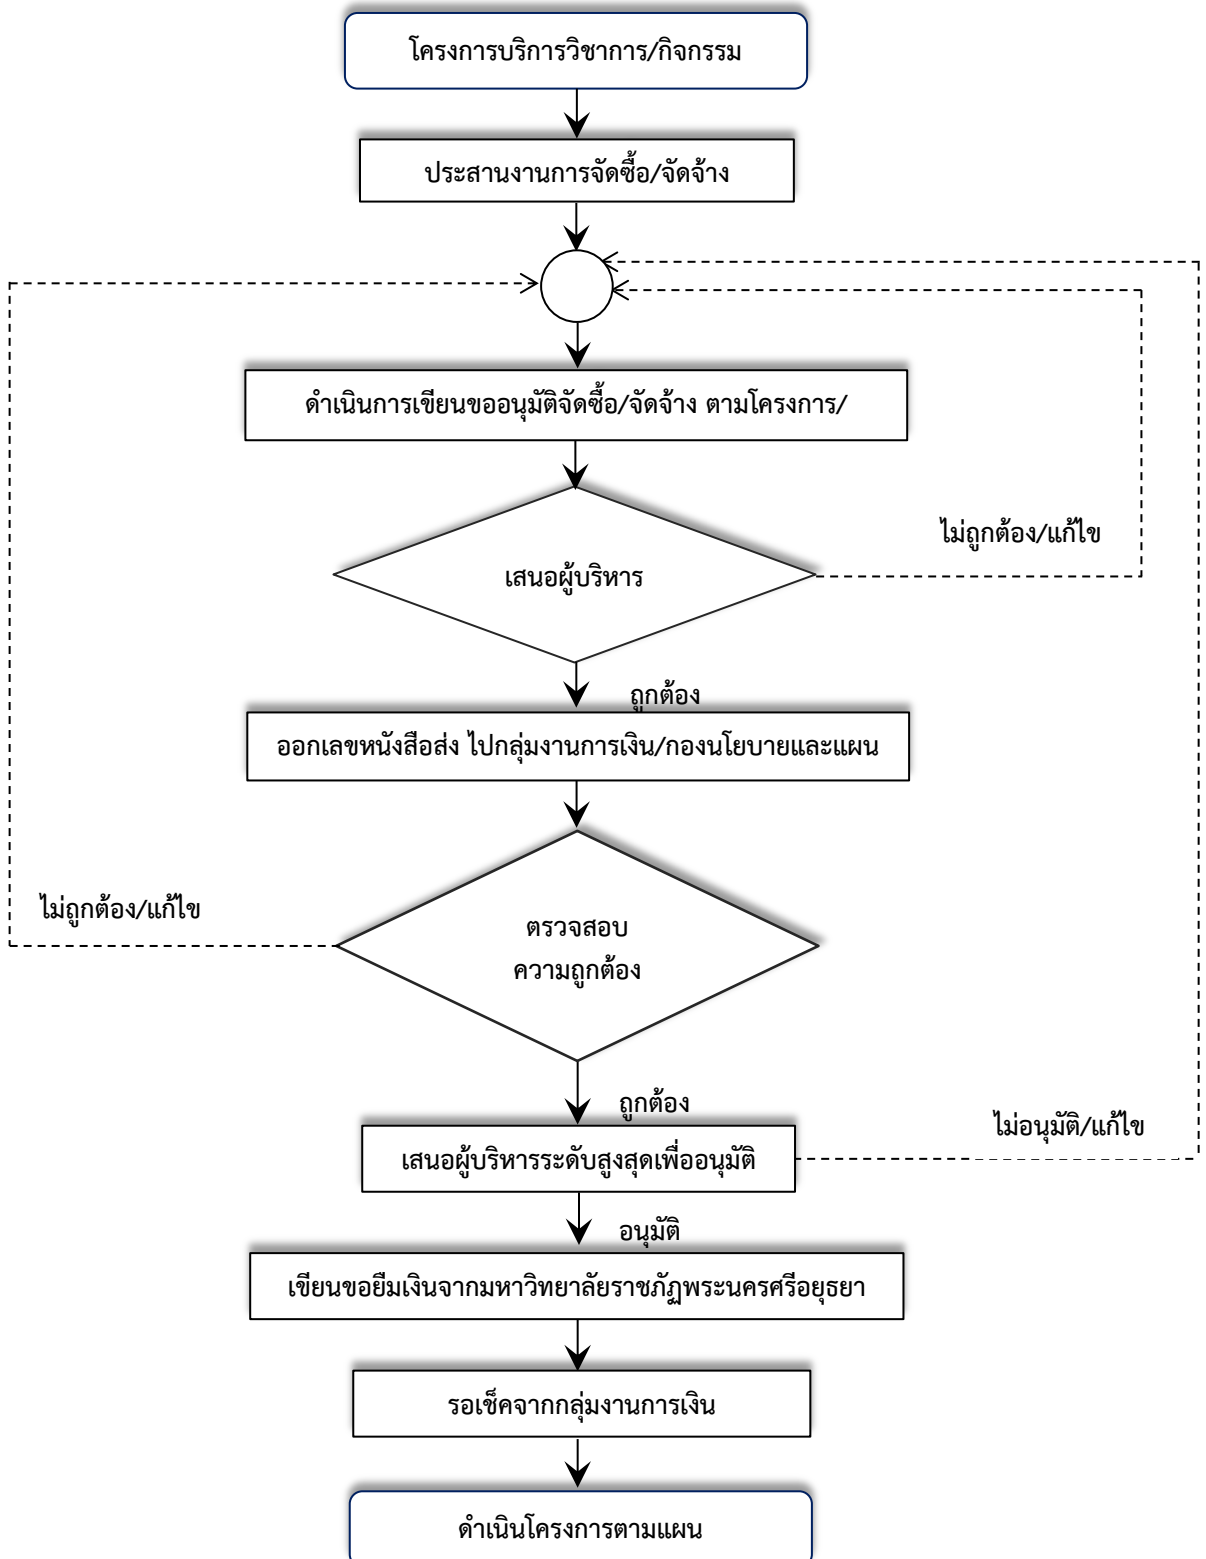 โครงการบริการวิชาการ/กิจกรรม
ประสานงานการจัดซื้อ/จัดจ้าง
ดำเนินการเขียนขออนุมัติจัดซื้อ/จัดจ้าง ตามโครงการ/
ไม่ถูกต้อง/แก้ไข
เสนอผู้บริหาร
ถูกต้อง
ออกเลขหนังสือส่ง ไปกลุ่มงานการเงิน/กองนโยบายและแผน
ไม่ถูกต้อง/แก้ไข
ตรวจสอบ
ความถูกต้อง
ถูกต้อง
ไม่อนุมัติ/แก้ไข
เสนอผู้บริหารระดับสูงสุดเพื่ออนุมัติ
อนุมัติ
เขียนขอยืมเงินจากมหาวิทยาลัยราชภัฏพระนครศรีอยุธยา
รอเช็คจากกลุ่มงานการเงิน
ดำเนินโครงการตามแผน